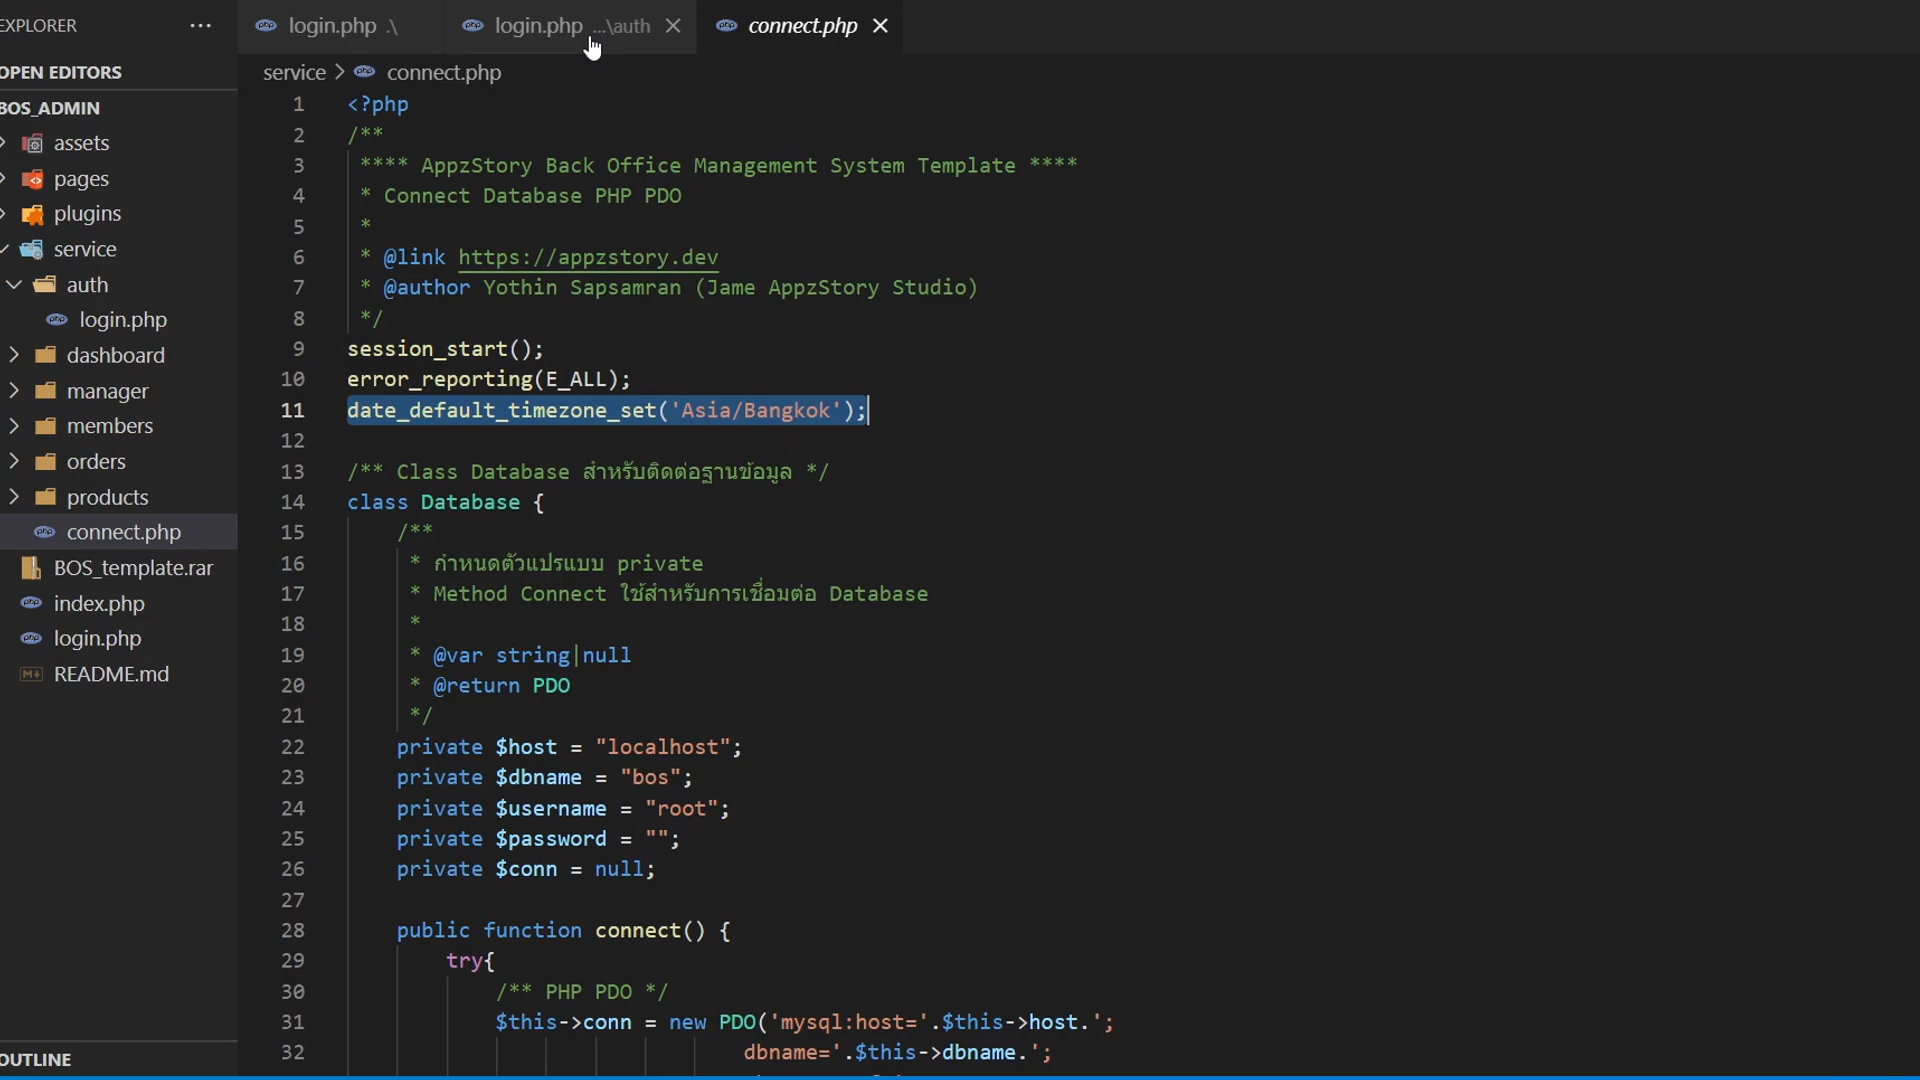 EXPLORER
login.php .\
login.php ...\auth
connect.php
OPEN EDITORS
service > connect.php
BOS_ADMIN
assets
pages
plugins
service
auth
login.php
dashboard
manager
members
orders
products
connect.php
BOS_template.rar
index.php
login.php
README.md
OUTLINE
1 <?php
2 /**
3 **** AppzStory Back Office Management System Template ****
4 * Connect Database PHP PDO
5 *
6 * @link https://appzstory.dev
7 * @author Yothin Sapsamran (Jame AppzStory Studio)
8 */
9 session_start();
10 error_reporting(E_ALL);
11 date_default_timezone_set('Asia/Bangkok');
12
13 /** Class Database สำหรับติดต่อฐานข้อมูล */
14 class Database {
15 /**
16 * กำหนดตัวแปรแบบ private
17 * Method Connect ใช้สำหรับการเชื่อมต่อ Database
18 *
19 * @var string|null
20 * @return PDO
21 */
22 private $host = "localhost";
23 private $dbname = "bos";
24 private $username = "root";
25 private $password = "";
26 private $conn = null;
27
28 public function connect() {
29 try{
30 /** PHP PDO */
31 $this->conn = new PDO('mysql:host='.$this->host.';
32 dbname='.$this->dbname.';